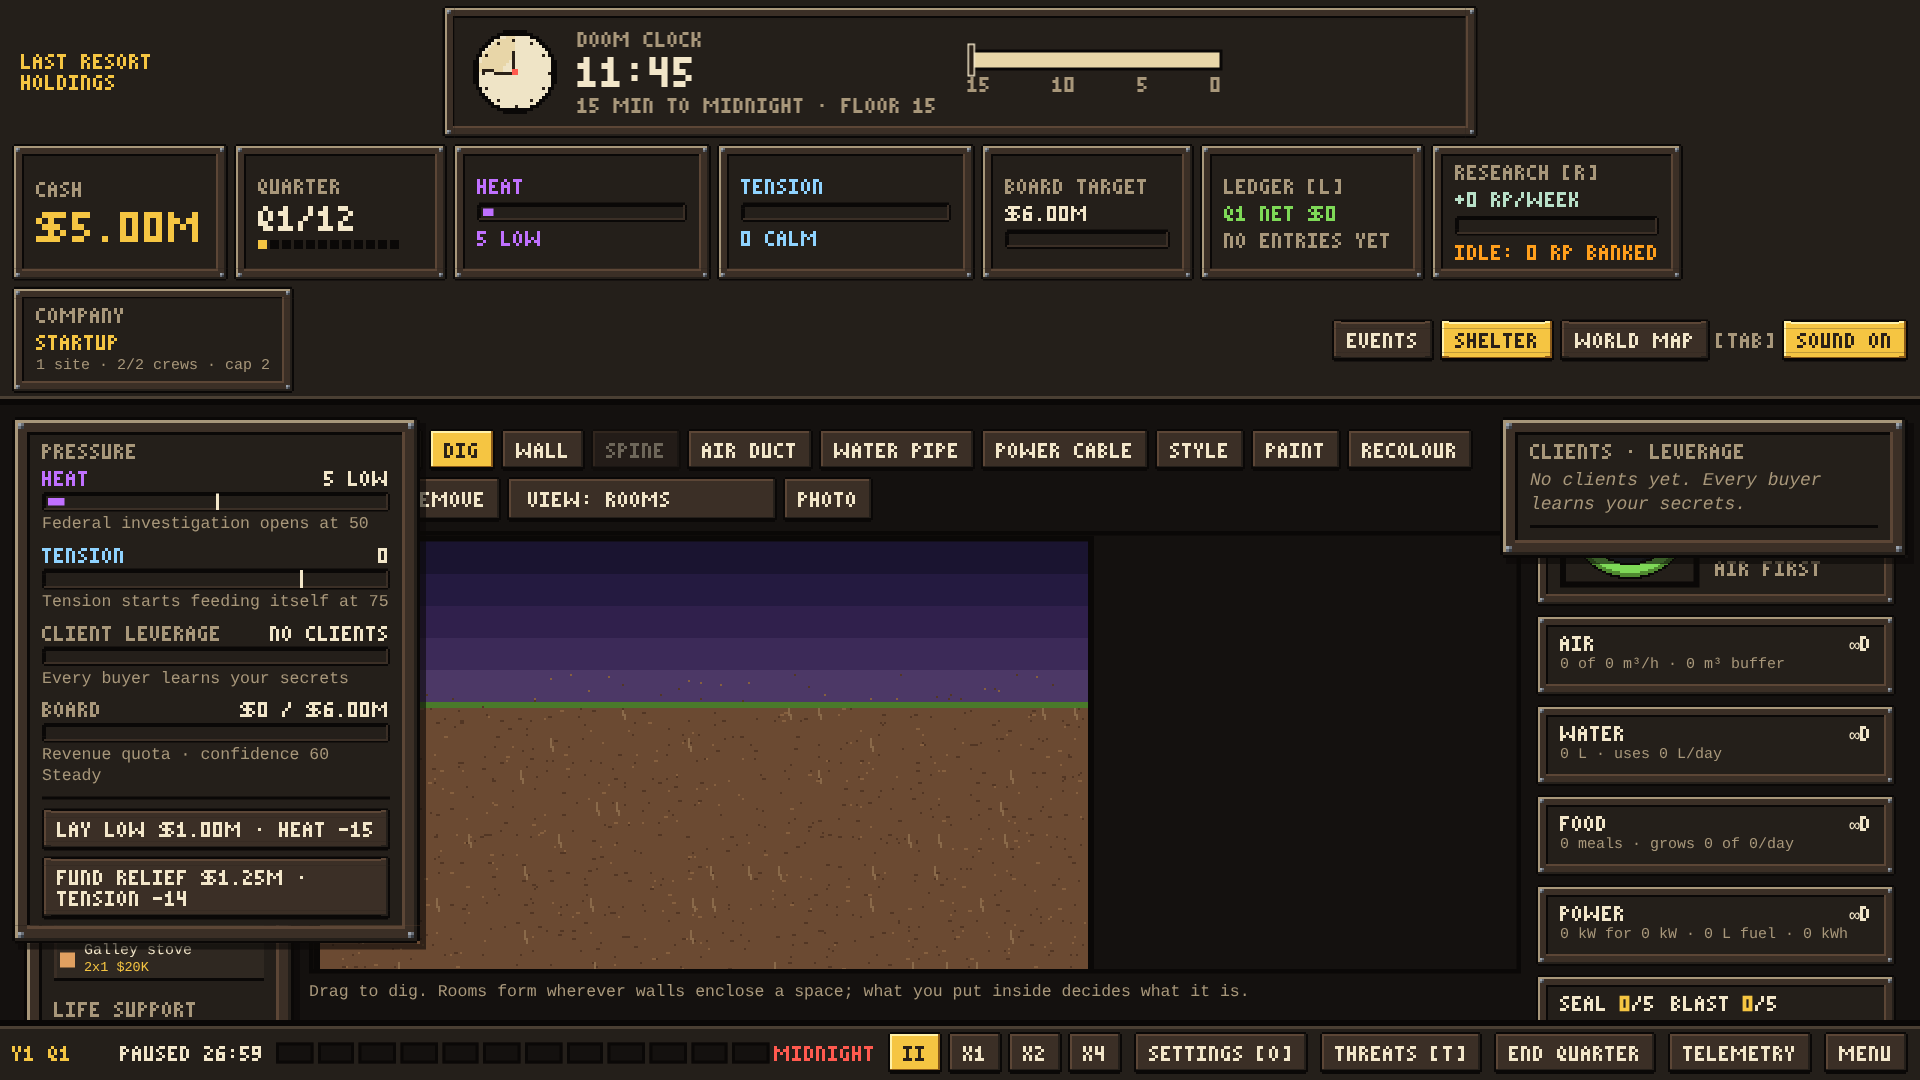 LAST RESORT
HOLDINGS
DOOM CLOCK
11:45
15 MIN TO MIDNIGHT · FLOOR 15
15 10 5 0
CASH
$5.00M
QUARTER
Q1/12
HEAT
5 LOW
TENSION
0 CALM
BOARD TARGET
$6.00M
LEDGER [L]
Q1 NET $0
NO ENTRIES YET
RESEARCH [R]
+0 RP/WEEK
IDLE: 0 RP BANKED
COMPANY
STARTUP
1 site · 2/2 crews · cap 2
EVENTS
SHELTER
WORLD MAP
[TAB]
SOUND ON
PRESSURE
HEAT 5 LOW
Federal investigation opens at 50
TENSION 0
Tension starts feeding itself at 75
CLIENT LEVERAGE NO CLIENTS
Every buyer learns your secrets
BOARD $0 / $6.00M
Revenue quota · confidence 60
Steady
LAY LOW $1.00M · HEAT -15
FUND RELIEF $1.25M ·
TENSION -14
Galley stove
2x1 $20K
LIFE SUPPORT
DIG
WALL
SPINE
AIR DUCT
WATER PIPE
POWER CABLE
STYLE
PAINT
RECOLOUR
EMOVE
VIEW: ROOMS
PHOTO
Drag to dig. Rooms form wherever walls enclose a space; what you put inside decides what it is.
CLIENTS · LEVERAGE
No clients yet. Every buyer
learns your secrets.
AIR FIRST
AIR ∞D
0 of 0 m³/h · 0 m³ buffer
WATER ∞D
0 L · uses 0 L/day
FOOD ∞D
0 meals · grows 0 of 0/day
POWER ∞D
0 kW for 0 kW · 0 L fuel · 0 kWh
SEAL 0/5 BLAST 0/5
Y1 Q1
PAUSED 26:59
MIDNIGHT
II
X1
X2
X4
SETTINGS [O]
THREATS [T]
END QUARTER
TELEMETRY
MENU